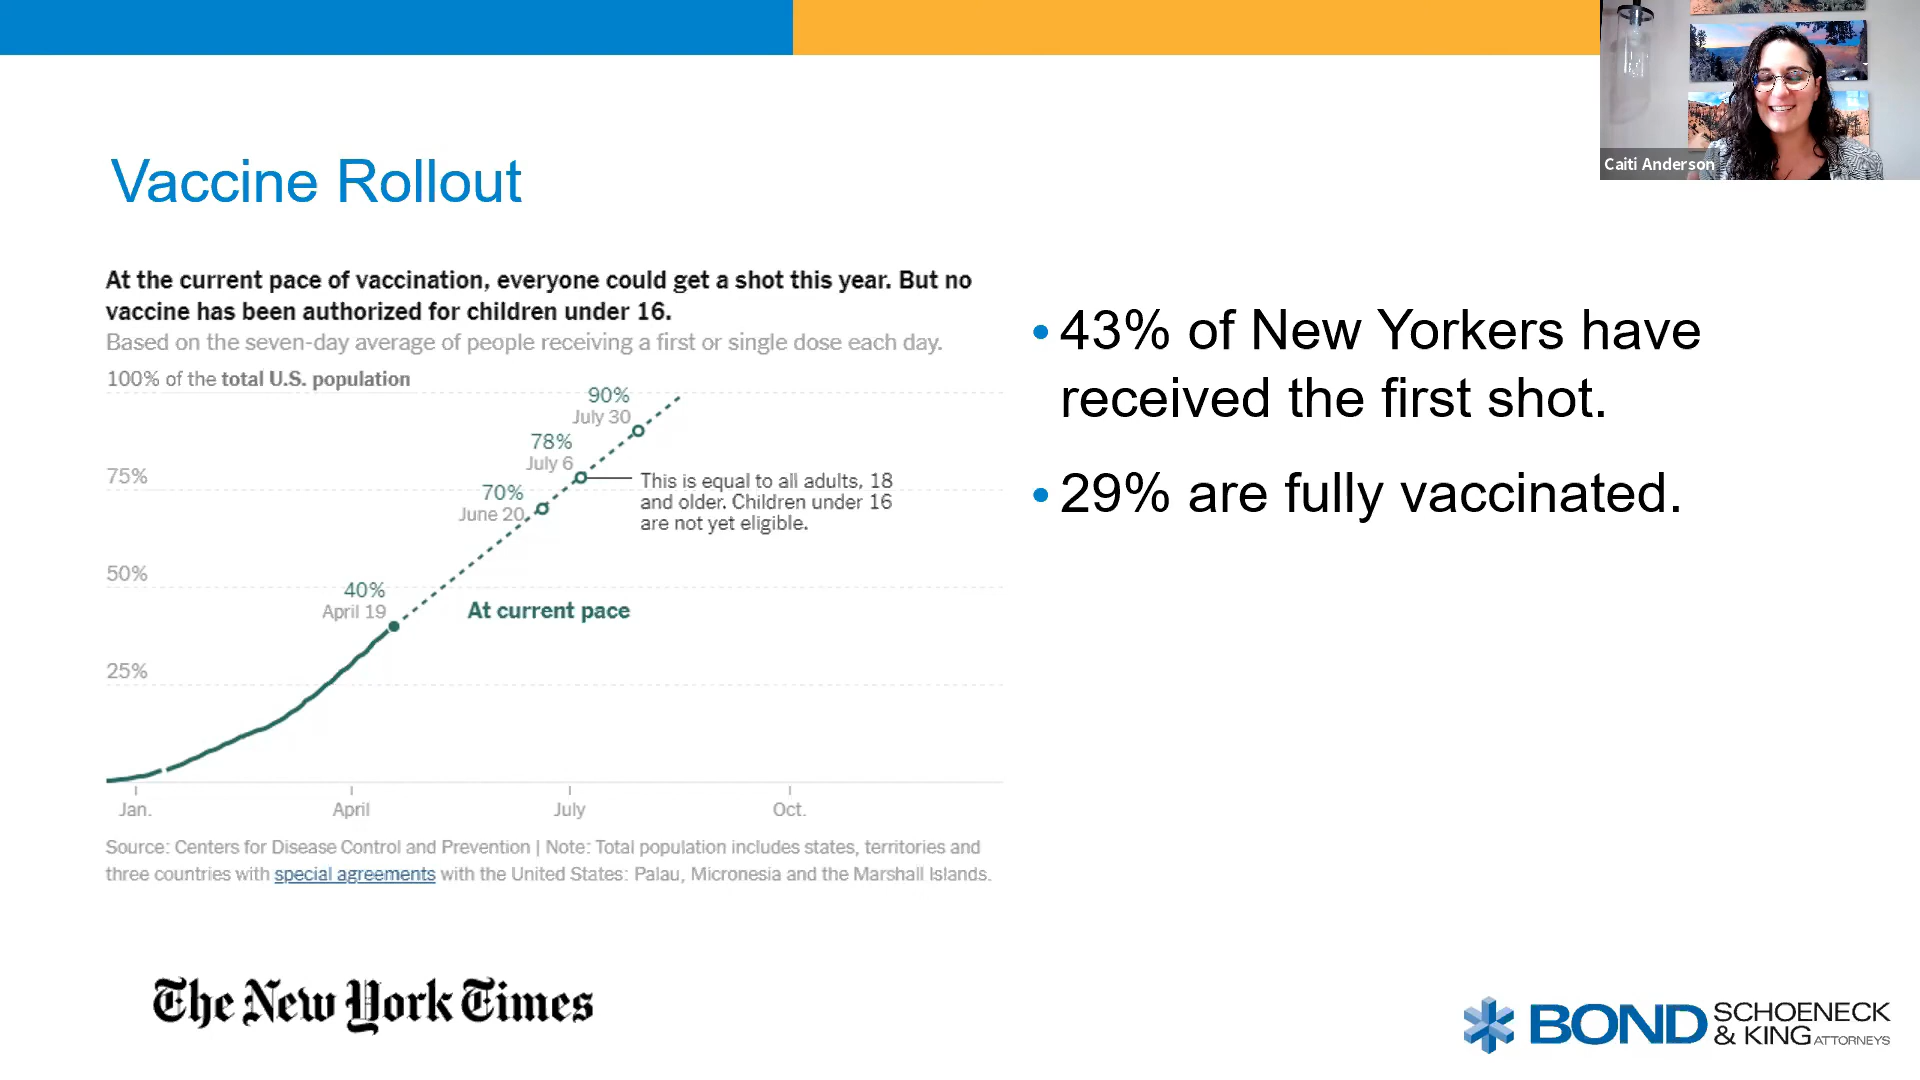 Caiti Anderson
Vaccine Rollout
At the current pace of vaccination, everyone could get a shot this year. But no
vaccine has been authorized for children under 16.
Based on the seven-day average of people receiving a first or single dose each day.
100% of the total U.S. population
90%
July 30
78%
July 6
75%
This is equal to all adults, 18
and older. Children under 16
are not yet eligible.
70%
June 20
50%
40%
April 19
At current pace
25%
Jan.
April
July
Oct.
Source: Centers for Disease Control and Prevention | Note: Total population includes states, territories and
three countries with special agreements with the United States: Palau, Micronesia and the Marshall Islands.
• 43% of New Yorkers have
received the first shot.
• 29% are fully vaccinated.
The New York Times
BOND SCHOENECK
& KING ATTORNEYS